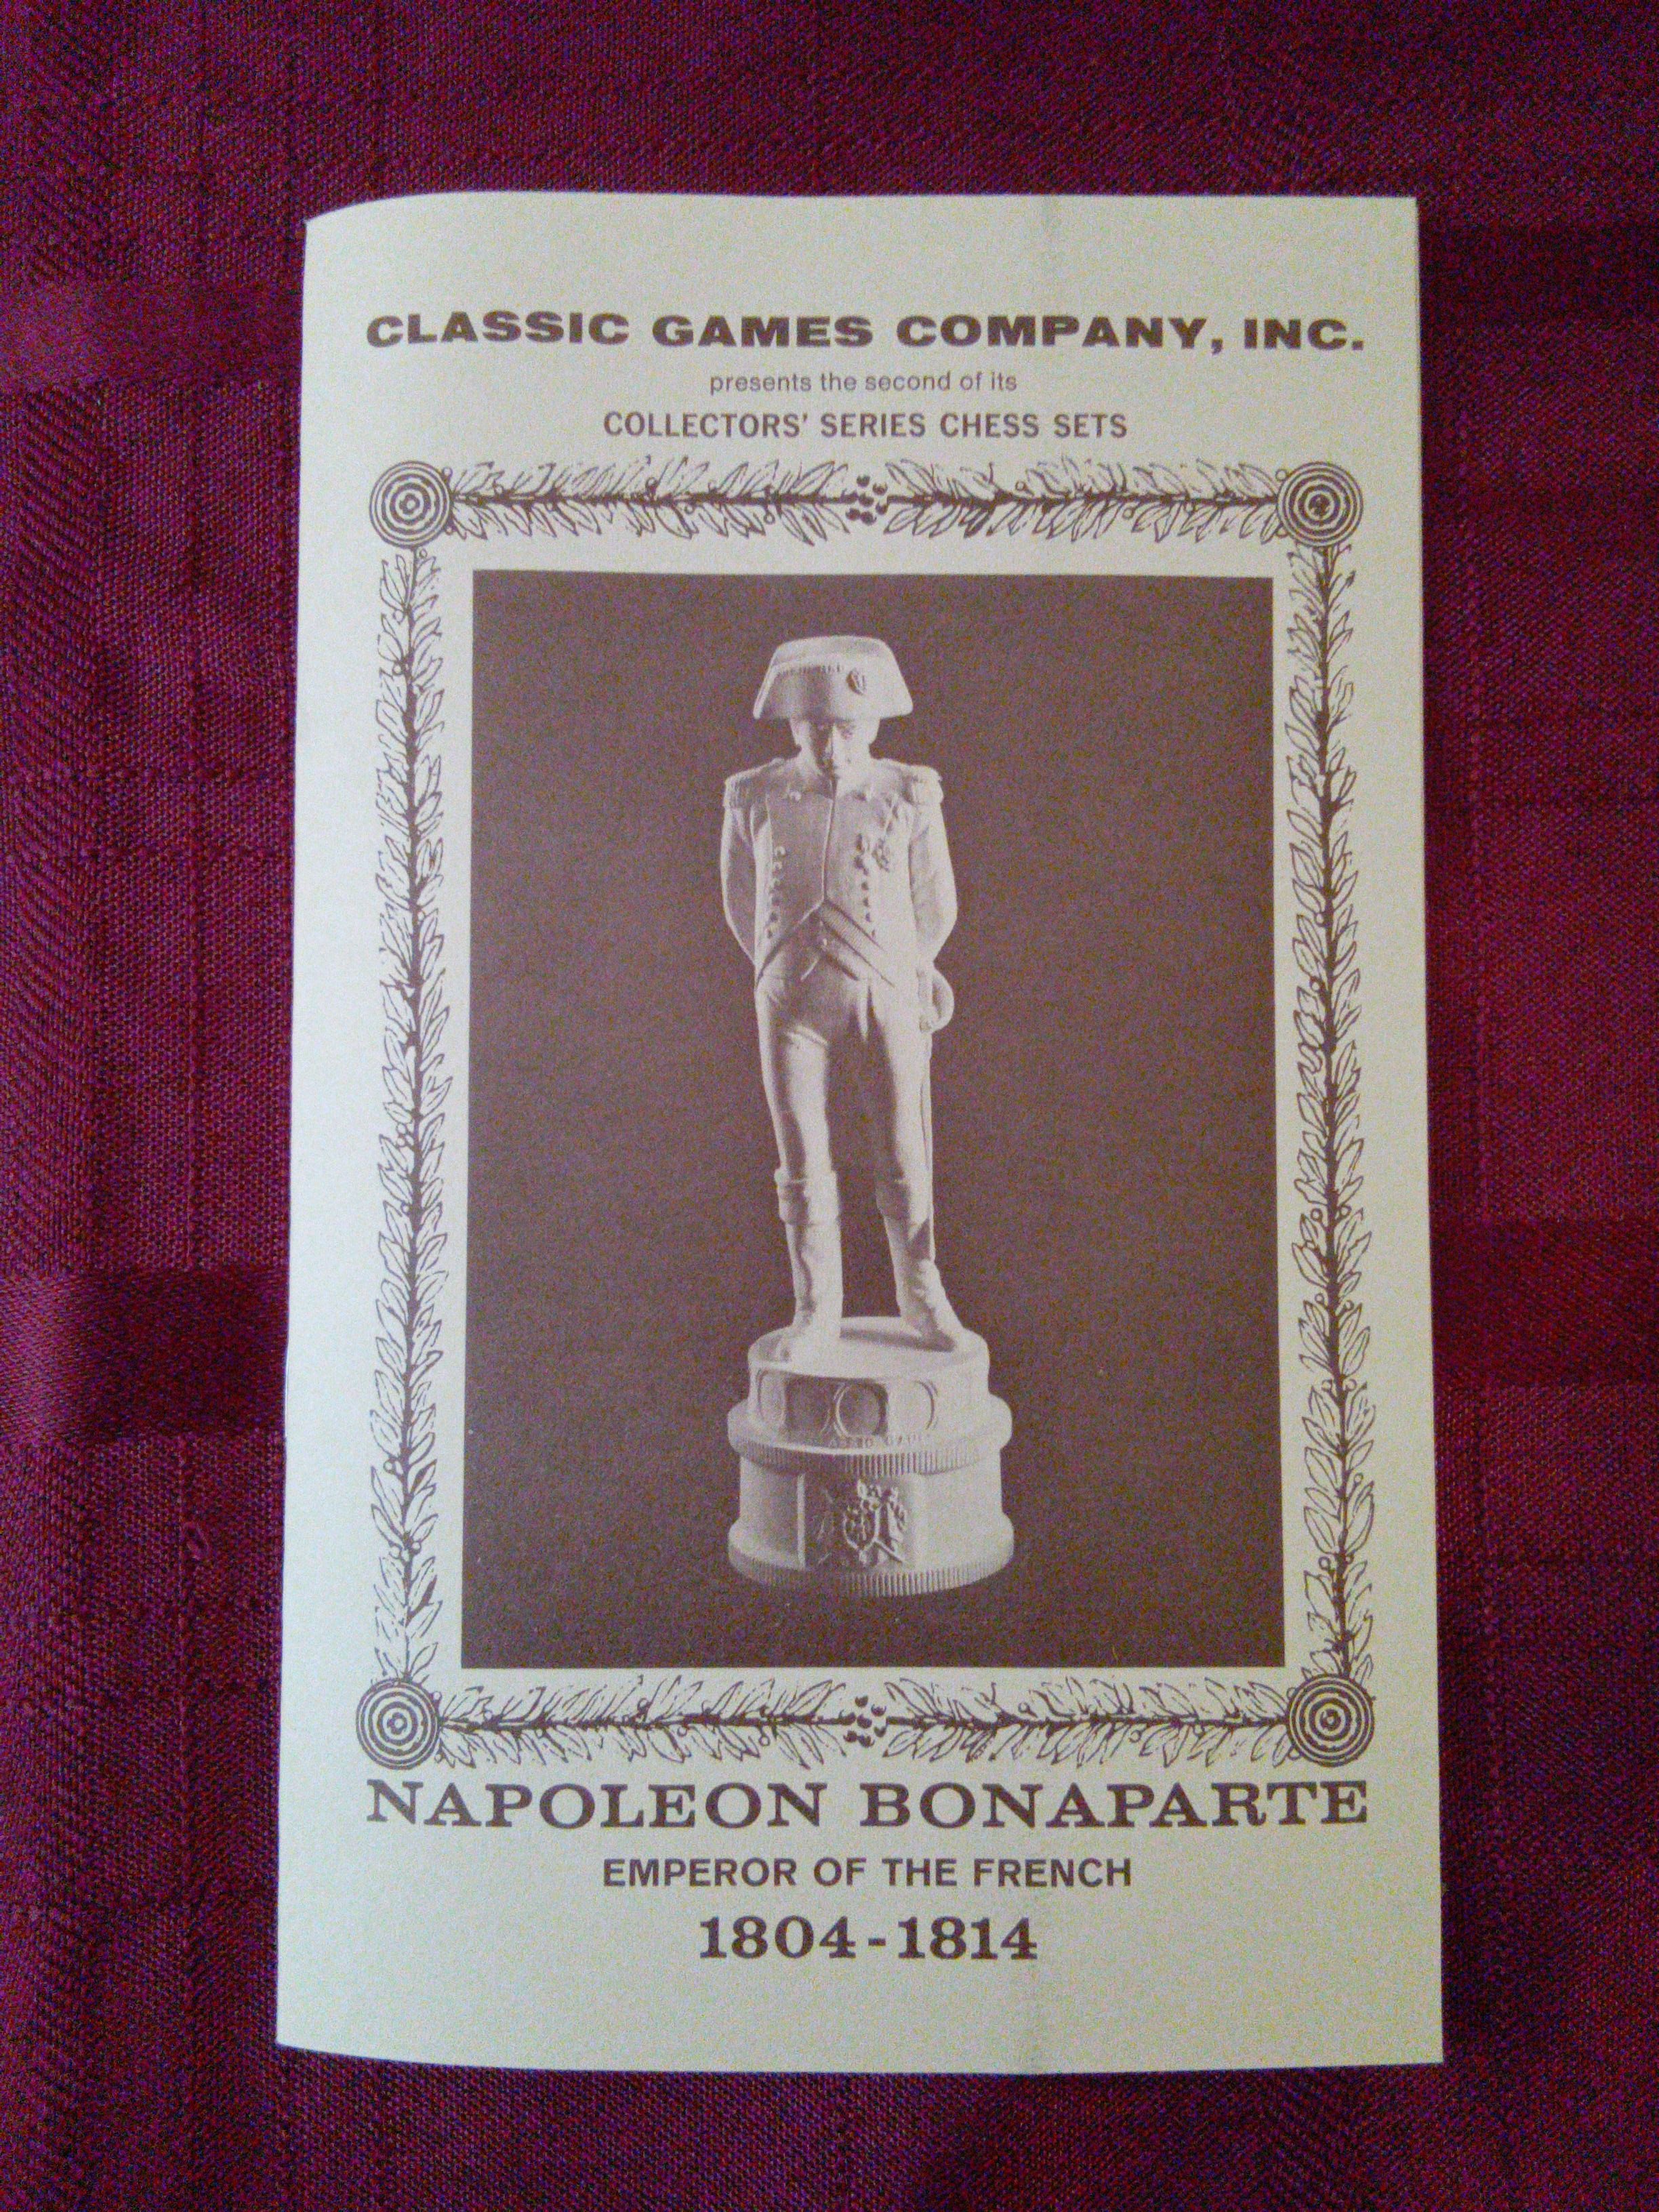 CLASSIC GAMES COMPANY, INC.
presents the second of its
COLLECTORS' SERIES CHESS SETS
NAPOLEON BONAPARTE
EMPEROR OF THE FRENCH
1804-1814